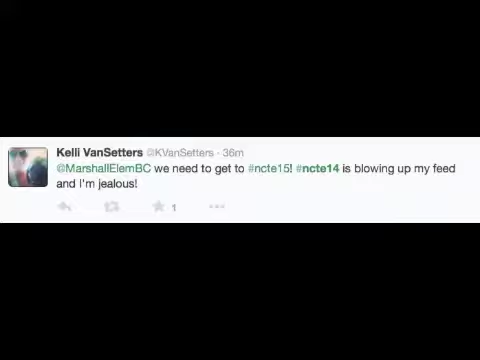 Kelli VanSetters @KVanSetters · 36m
@MarshallElemBC we need to get to #ncte15! #ncte14 is blowing up my feed
and I'm jealous!
1